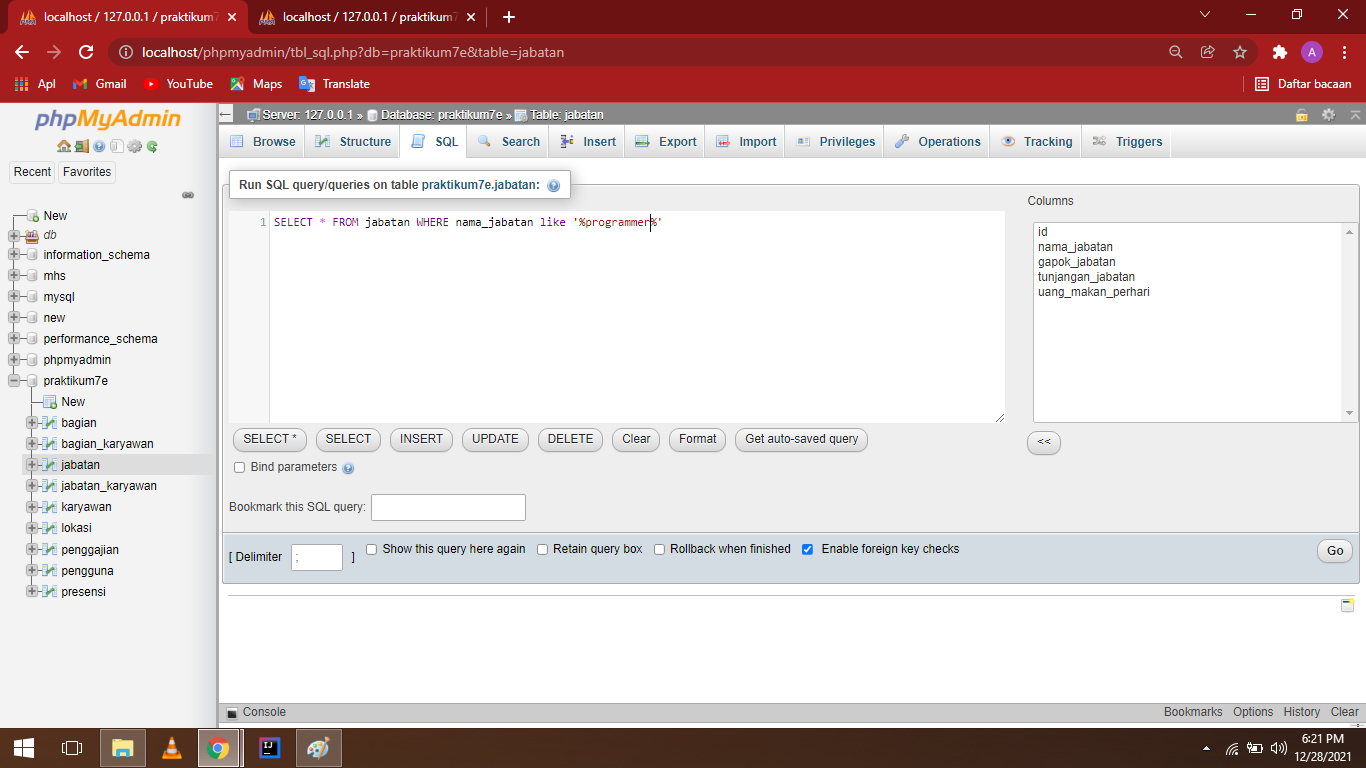 localhost / 127.0.0.1 / praktikum7
localhost / 127.0.0.1 / praktikum7
localhost/phpmyadmin/tbl_sql.php?db=praktikum7e&table=jabatan
A
Apl
Gmail
YouTube
Maps
Translate
Daftar bacaan
phpMyAdmin
Recent
Favorites
New
db
information_schema
mhs
mysql
new
performance_schema
phpmyadmin
praktikum7e
New
bagian
bagian_karyawan
jabatan
jabatan_karyawan
karyawan
lokasi
penggajian
pengguna
presensi
Server: 127.0.0.1 » Database: praktikum7e » Table: jabatan
Browse
Structure
SQL
Search
Insert
Export
Import
Privileges
Operations
Tracking
Triggers
Run SQL query/queries on table praktikum7e.jabatan:
1 SELECT * FROM jabatan WHERE nama_jabatan like '%programmer%'
Columns
id
nama_jabatan
gapok_jabatan
tunjangan_jabatan
uang_makan_perhari
SELECT *
SELECT
INSERT
UPDATE
DELETE
Clear
Format
Get auto-saved query
<<
Bind parameters
Bookmark this SQL query:
[ Delimiter ; ]
Show this query here again
Retain query box
Rollback when finished
Enable foreign key checks
Go
Console
Bookmarks
Options
History
Clear
6:21 PM
12/28/2021